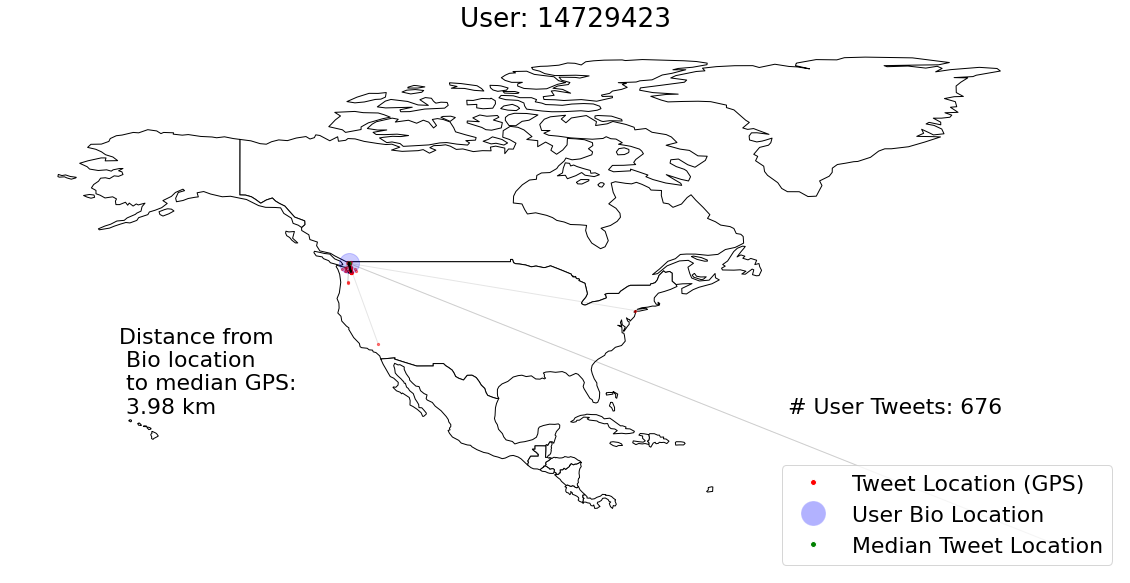 User: 14729423
Distance from
Bio location
to median GPS:
3.98 km
# User Tweets: 676
Tweet Location (GPS)
User Bio Location
Median Tweet Location